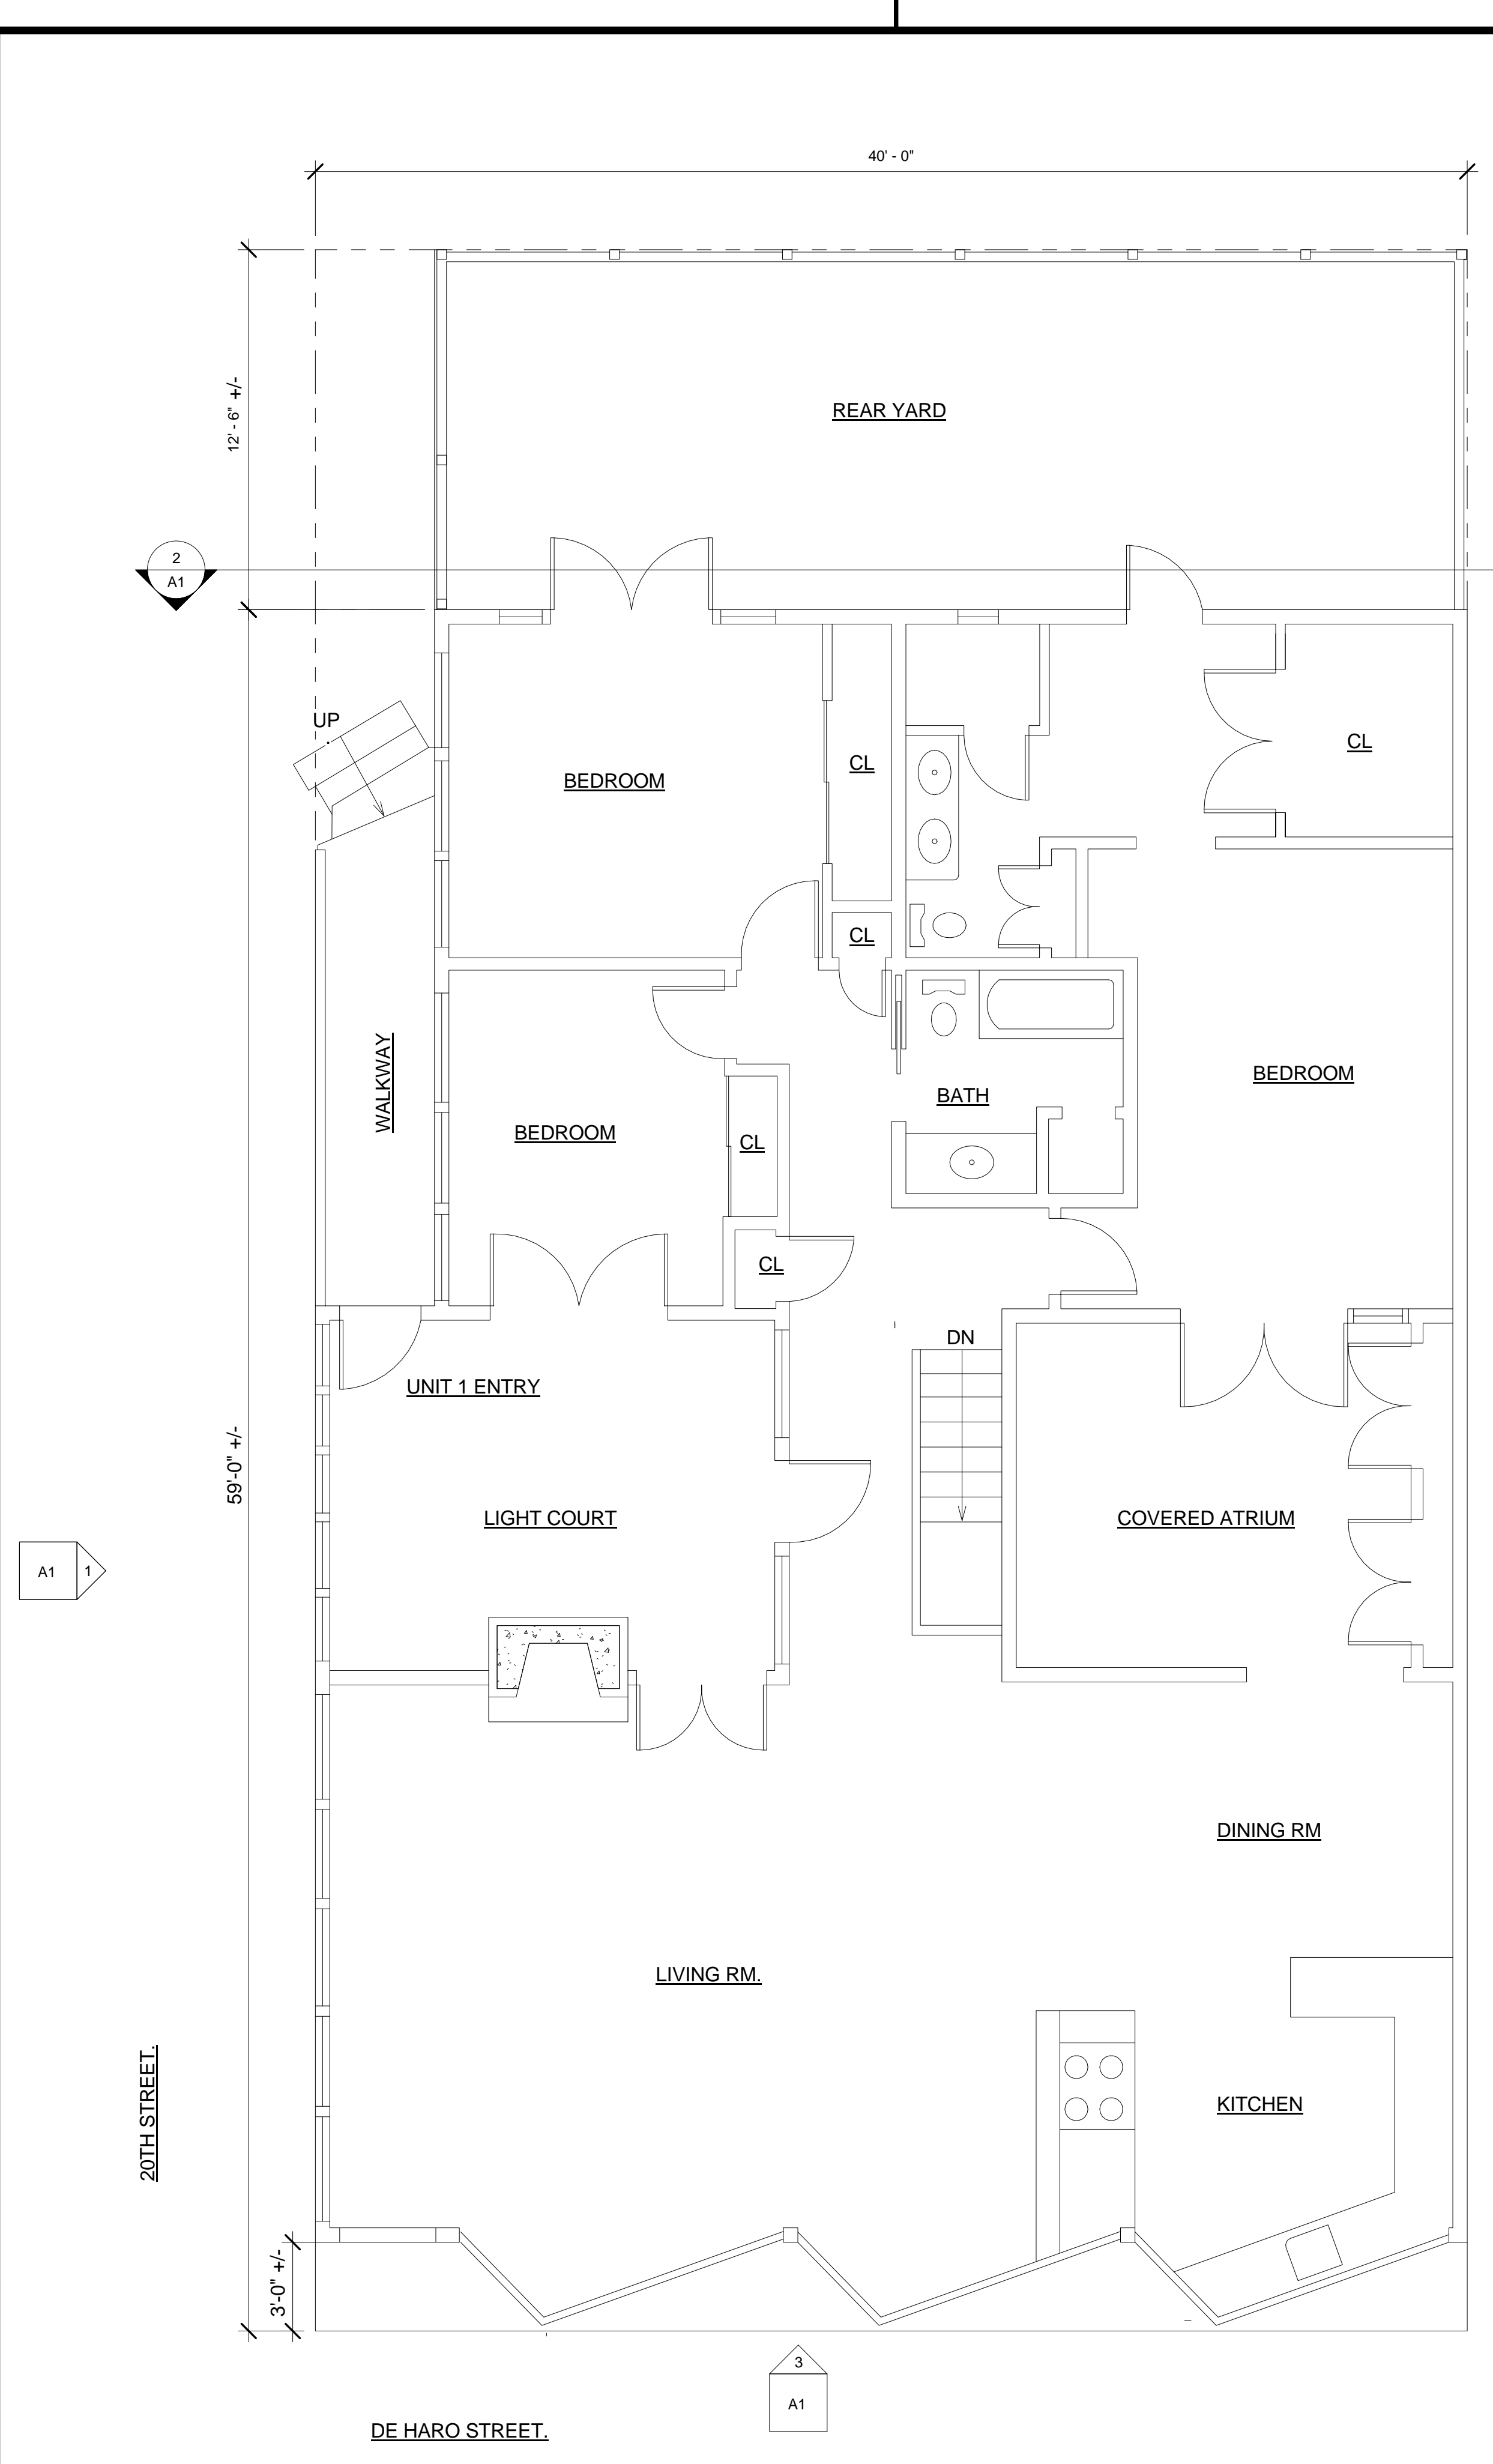 40' - 0"
12' - 6" +/-
REAR YARD
2
A1
UP
BEDROOM
CL
CL
CL
WALKWAY
BEDROOM
CL
BATH
BEDROOM
CL
DN
UNIT 1 ENTRY
59'-0" +/-
LIGHT COURT
COVERED ATRIUM
A1
1
DINING RM
LIVING RM.
KITCHEN
20TH STREET.
3'-0" +/-
3
A1
DE HARO STREET.